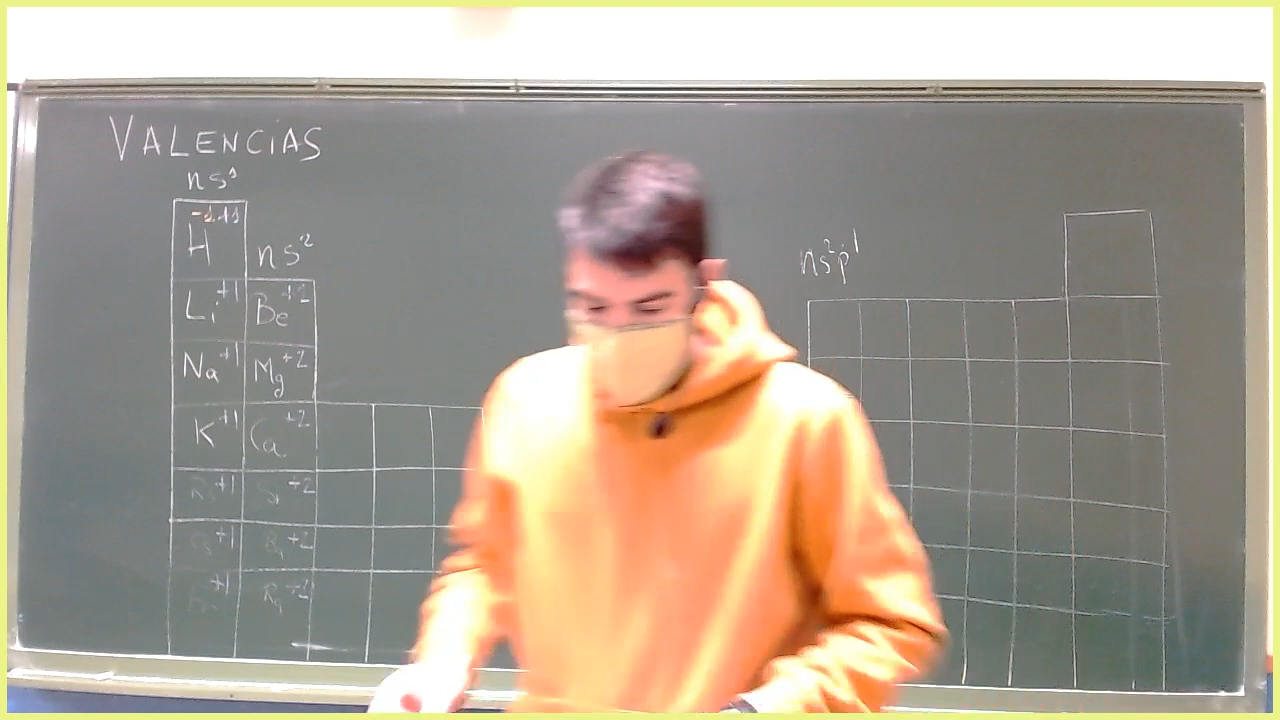 VALENCIAS
ns¹
-1+1
H ns²
ns²p¹
Li+1 Be+2
Na+1 Mg+2
K+1 Ca+2
+1 +2
+1 +2
+1 Ra+2